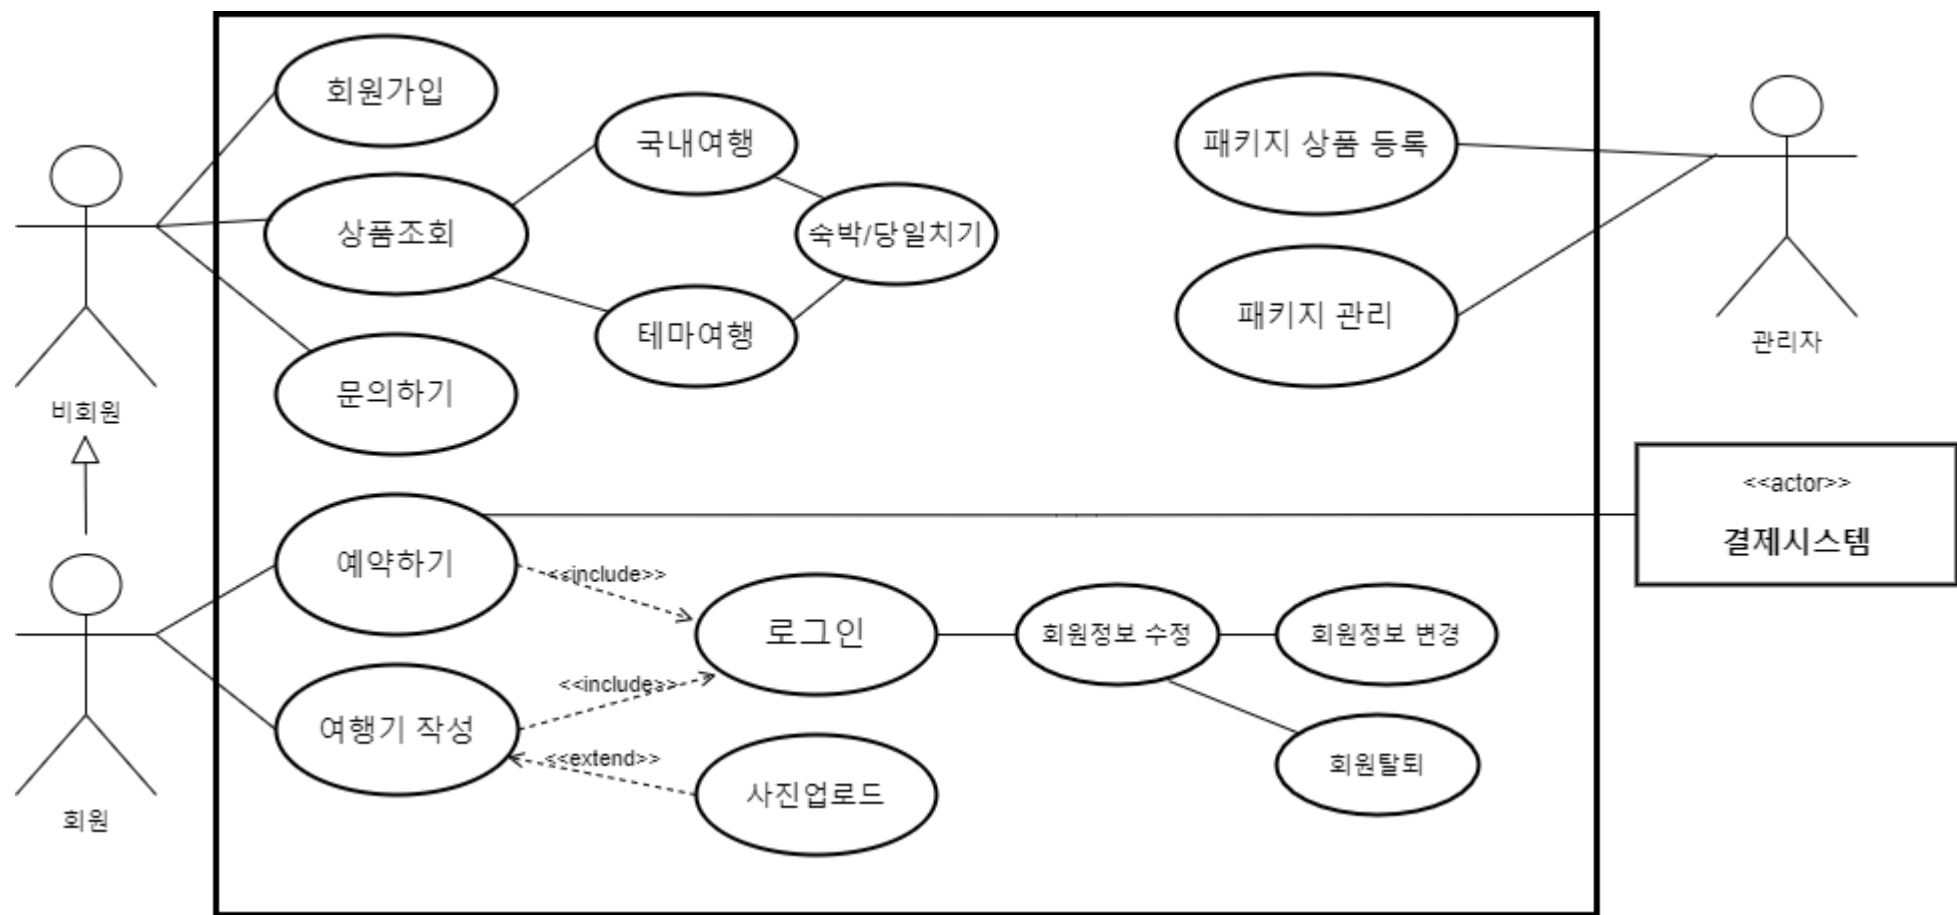 회원가입
국내여행
패키지 상품 등록
상품조회
숙박/당일치기
테마여행
패키지 관리
관리자
문의하기
비회원
<<actor>>
결제시스템
예약하기
<<include>>
로그인
회원정보 수정
회원정보 변경
<<include>>
여행기 작성
<<extend>>
사진업로드
회원탈퇴
회원